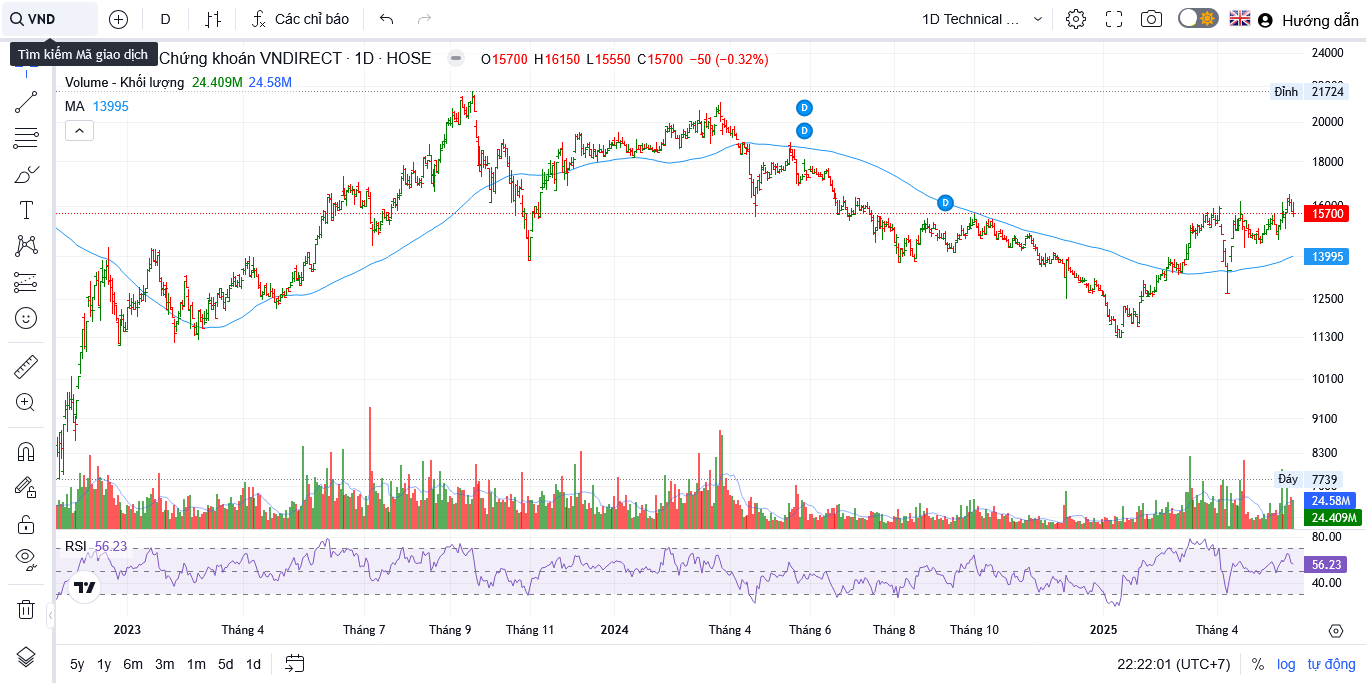 VND
D
Các chỉ báo
1D Technical ...
Hướng dẫn
Tìm kiếm Mã giao dịch
Chứng khoán VNDIRECT · 1D · HOSE
O15700 H16150 L15550 C15700 −50 (−0.32%)
Volume - Khối lượng 24.409M 24.58M
MA 13995
24000
Đỉnh 21724
20000
18000
15700
13995
12500
11300
10100
9100
8300
Đáy 7739
24.58M
24.409M
D
D
D
RSI 56.23
80.00
56.23
40.00
2023 Tháng 4 Tháng 7 Tháng 9 Tháng 11 2024 Tháng 4 Tháng 6 Tháng 8 Tháng 10 2025 Tháng 4
5y 1y 6m 3m 1m 5d 1d
22:22:01 (UTC+7) % log tự động